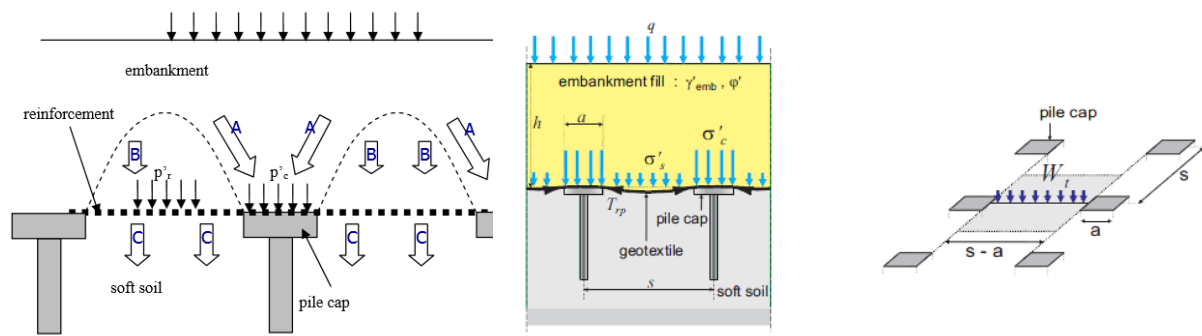 embankment
reinforcement
A
A
A
B
B
B
p'r
p'c
C
C
C
C
soft soil
pile cap
q
embankment fill : γ'emb , φ'
h
a
σ'c
σ's
Trp
pile cap
geotextile
s
soft soil
pile cap
Wt
s
a
s - a